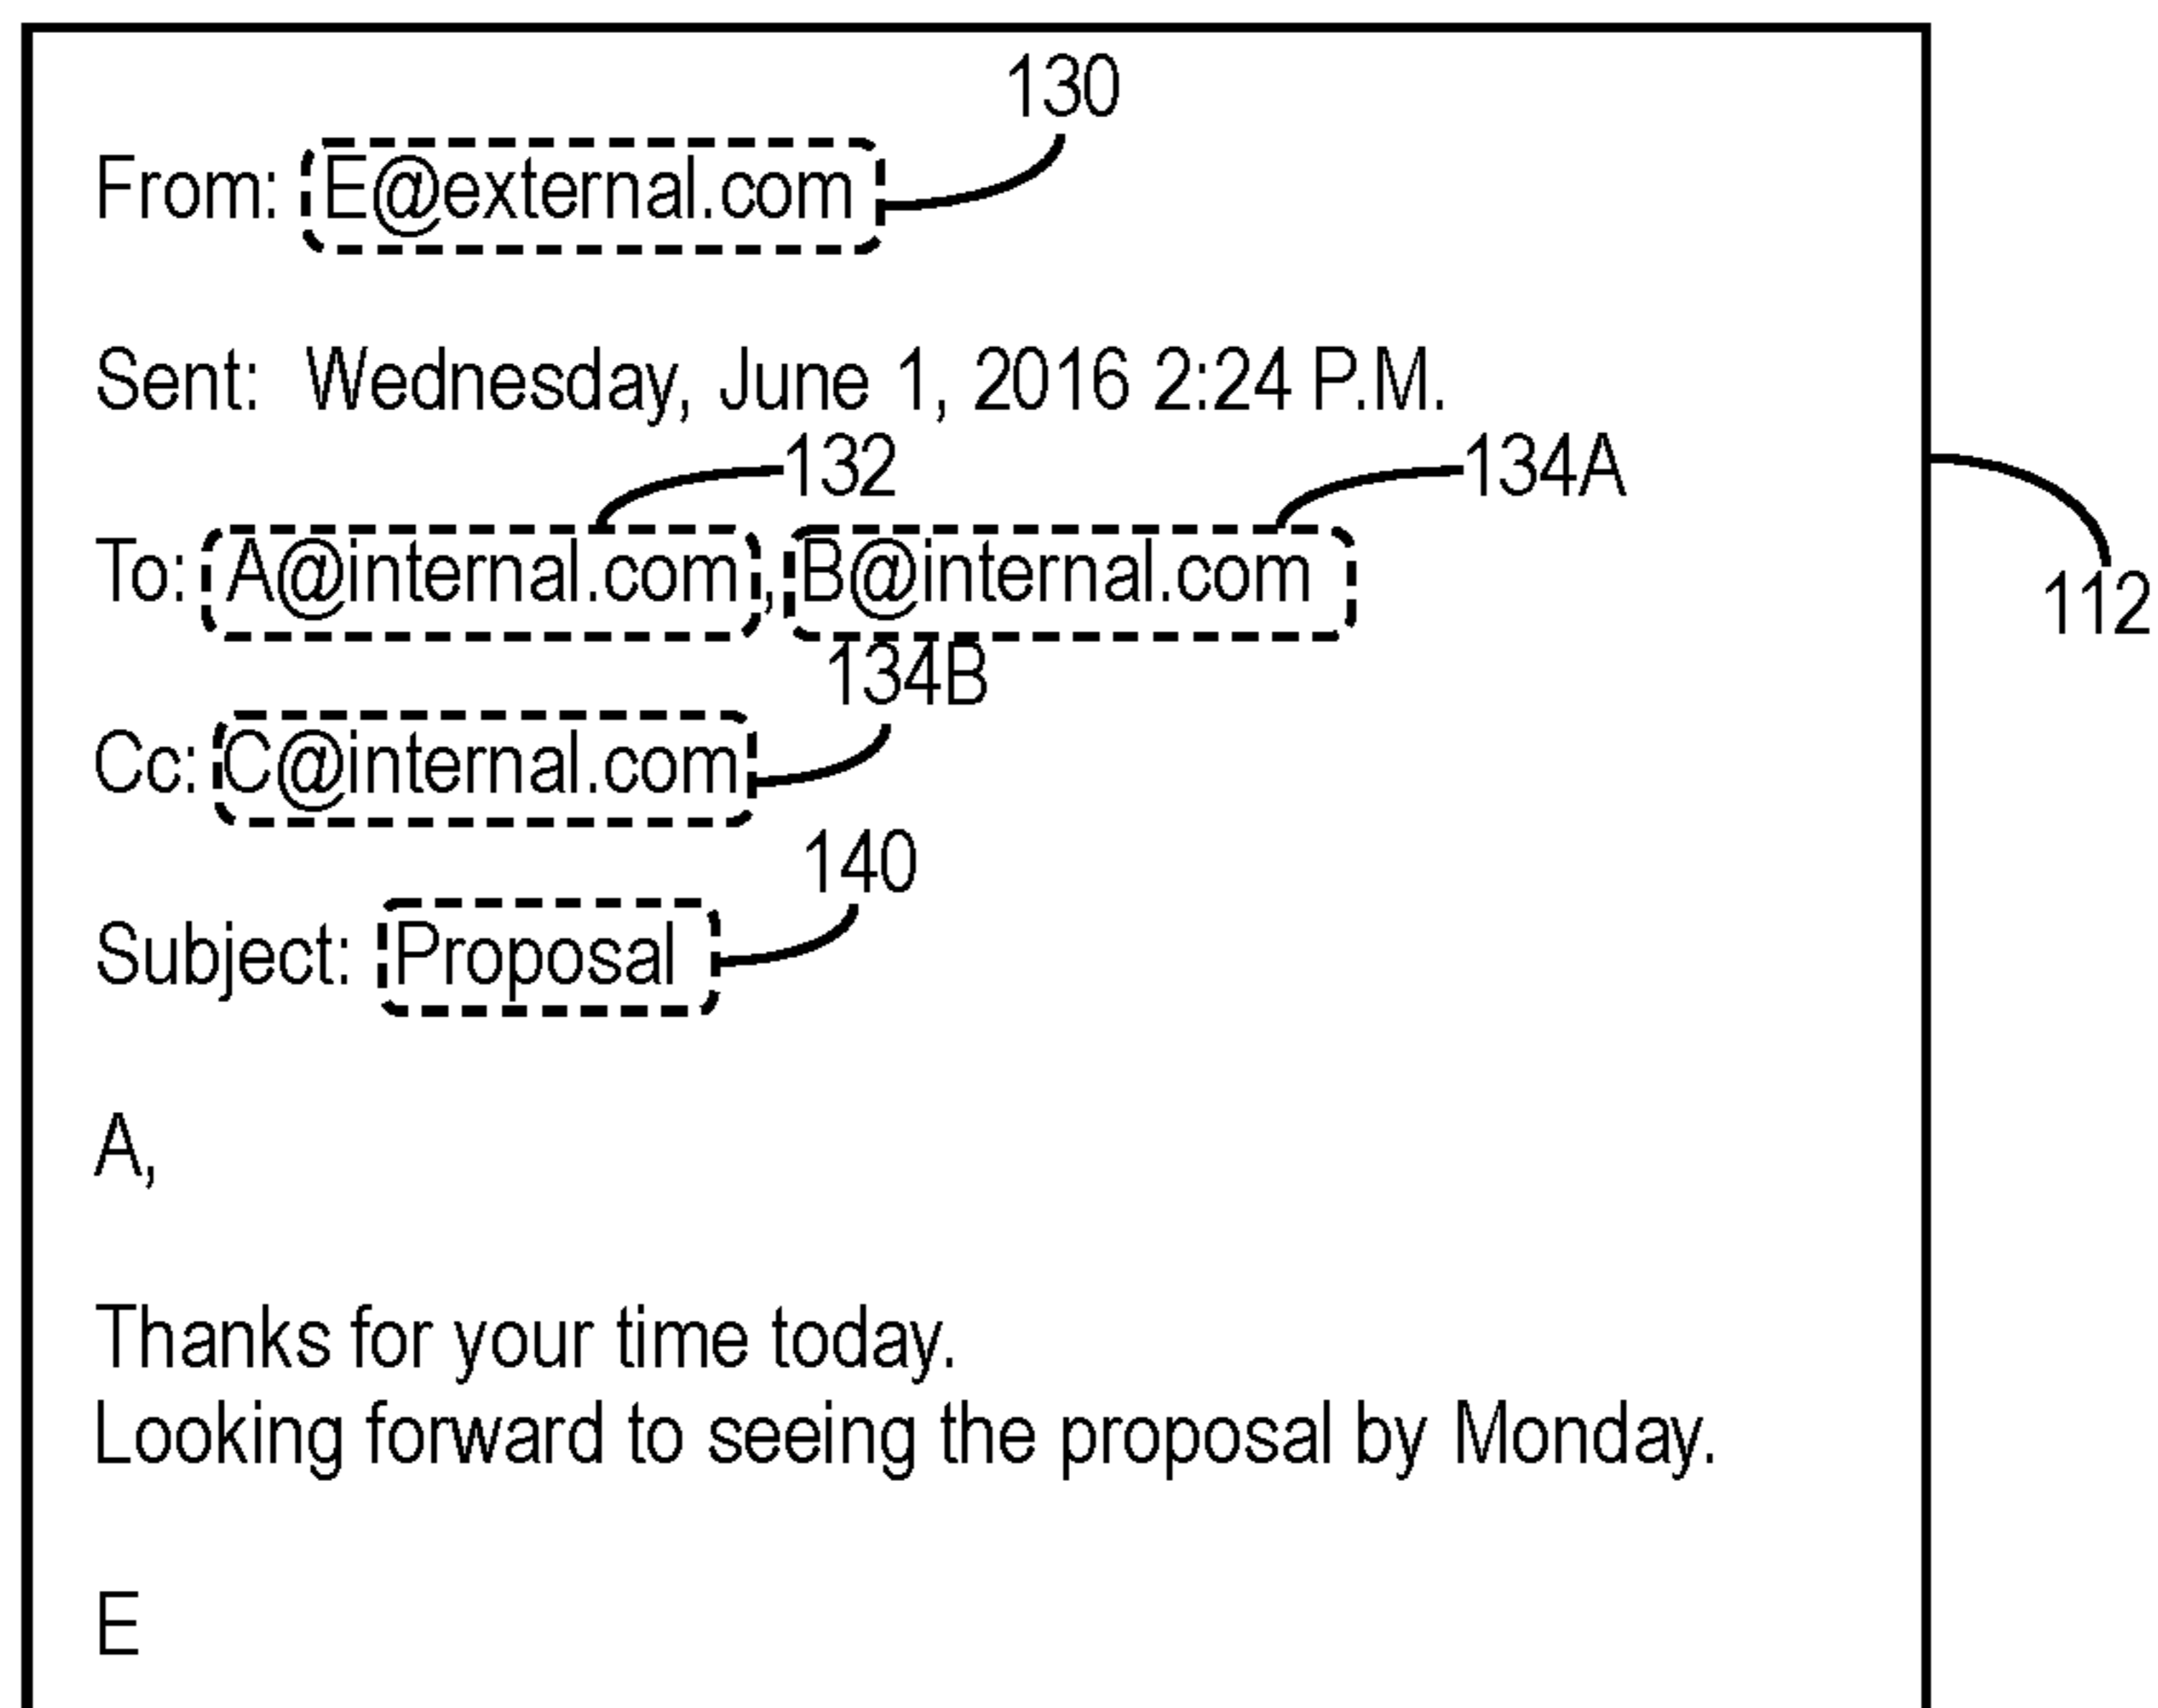 130
From: E@external.com
Sent: Wednesday, June 1, 2016 2:24 P.M.
132 134A
To: A@internal.com, B@internal.com
112
134B
Cc: C@internal.com
140
Subject: Proposal
A,
Thanks for your time today.
Looking forward to seeing the proposal by Monday.
E